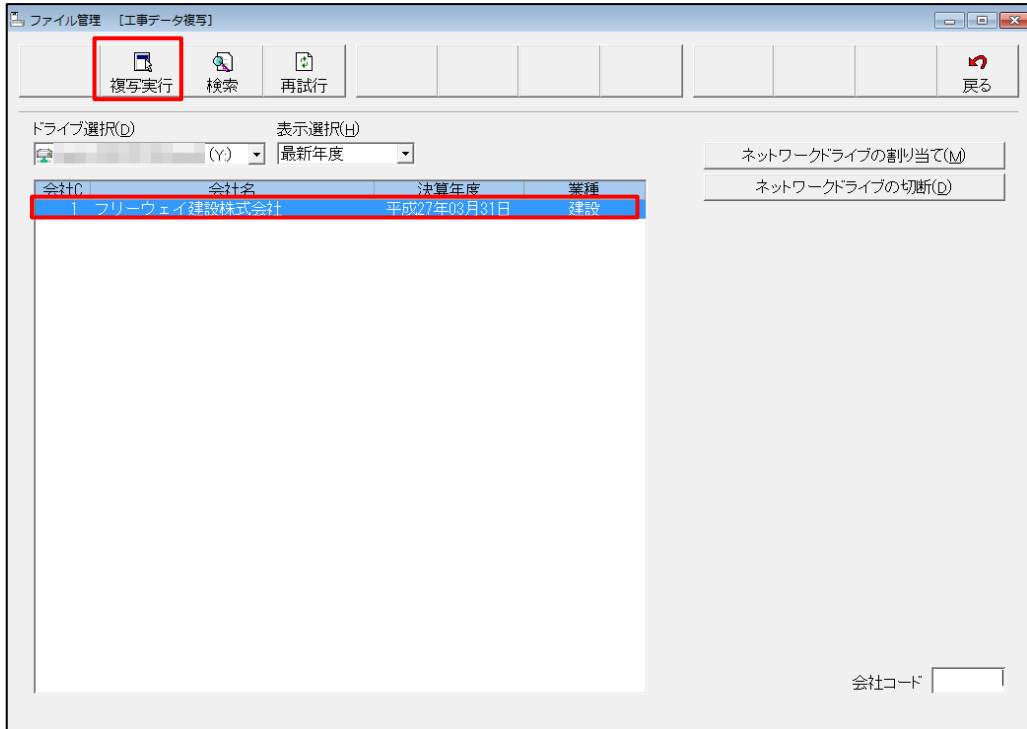 ファイル管理 [工事データ複写]
複写実行 検索 再試行 戻る
ドライブ選択(D) 表示選択(H)
(Y:) 最新年度
ネットワークドライブの割り当て(M)
ネットワークドライブの切断(D)
会社C 会社名 決算年度 業種
1 フリーウェイ建設株式会社 平成27年03月31日 建設
会社コード